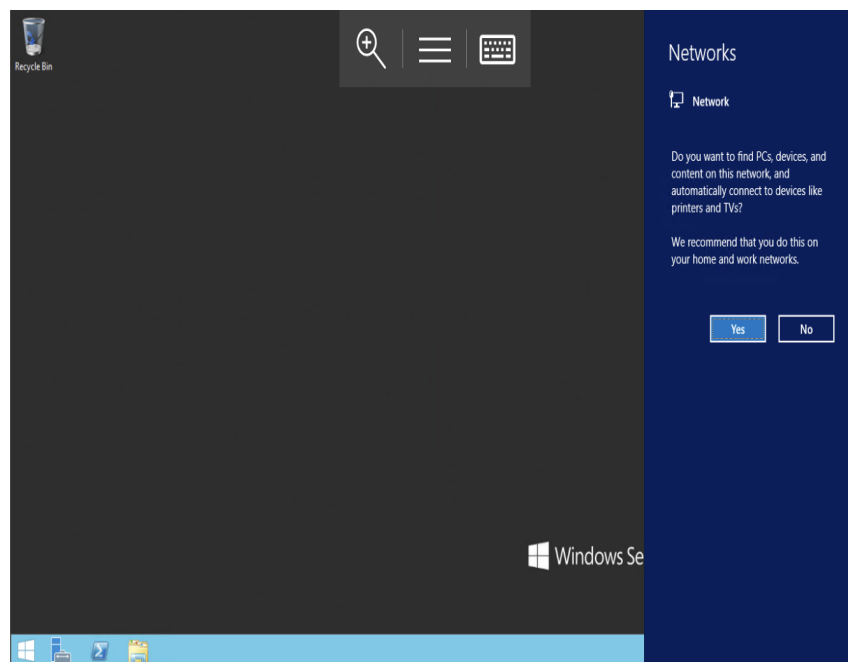 Recycle Bin
Networks
Network
Do you want to find PCs, devices, and
content on this network, and
automatically connect to devices like
printers and TVs?
We recommend that you do this on
your home and work networks.
Yes No
Windows Se